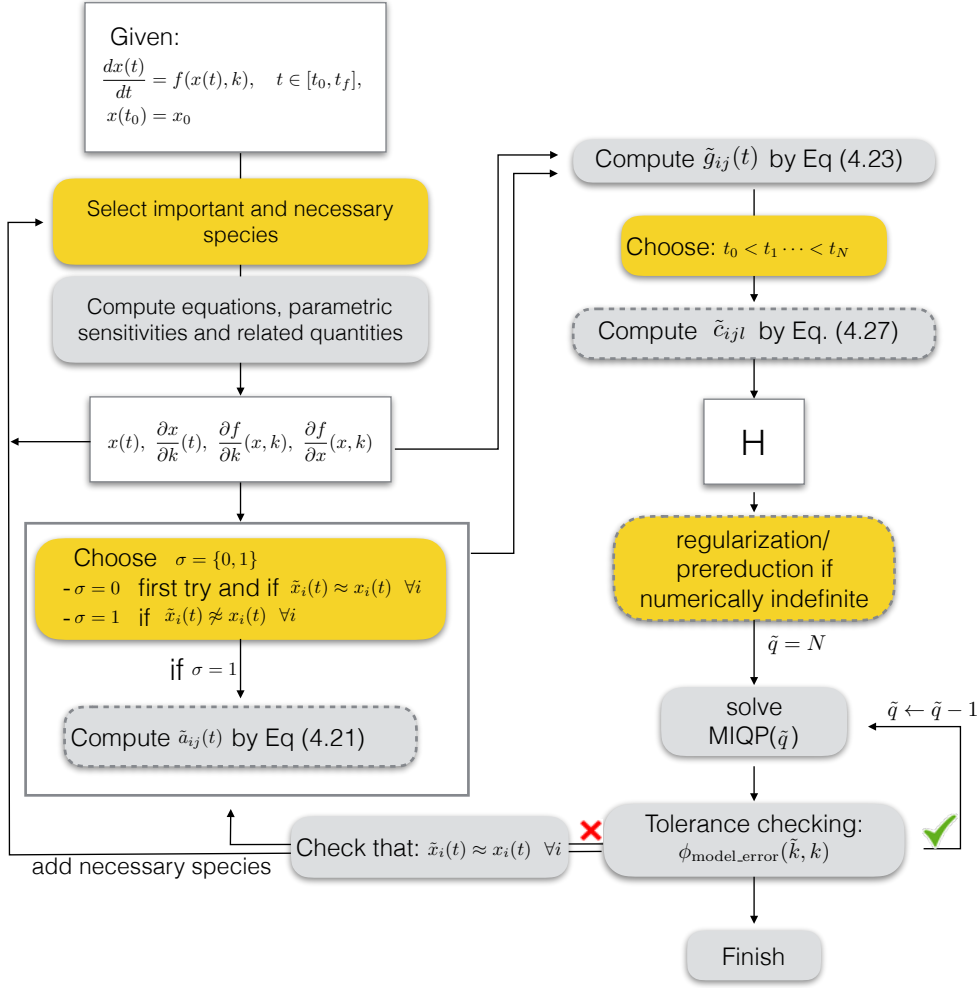 Given:
dx(t)/dt = f(x(t), k), t ∈ [t₀, t_f],
x(t₀) = x₀
Select important and necessary
species
Compute equations, parametric
sensitivities and related quantities
x(t), ∂x/∂k(t), ∂f/∂k(x, k), ∂f/∂x(x, k)
Choose σ = {0, 1}
- σ = 0 first try and if x̃ᵢ(t) ≈ xᵢ(t) ∀i
- σ = 1 if x̃ᵢ(t) ≉ xᵢ(t) ∀i
if σ = 1
Compute ãᵢⱼ(t) by Eq (4.21)
Compute g̃ᵢⱼ(t) by Eq (4.23)
Choose: t₀ < t₁ ⋯ < t_N
Compute c̃ᵢⱼₗ by Eq. (4.27)
H
regularization/
prereduction if
numerically indefinite
q̃ = N
solve
MIQP(q̃)
q̃ ← q̃ − 1
Tolerance checking:
ϕ_model_error(k̃, k)
Check that: x̃ᵢ(t) ≈ xᵢ(t) ∀i
add necessary species
Finish